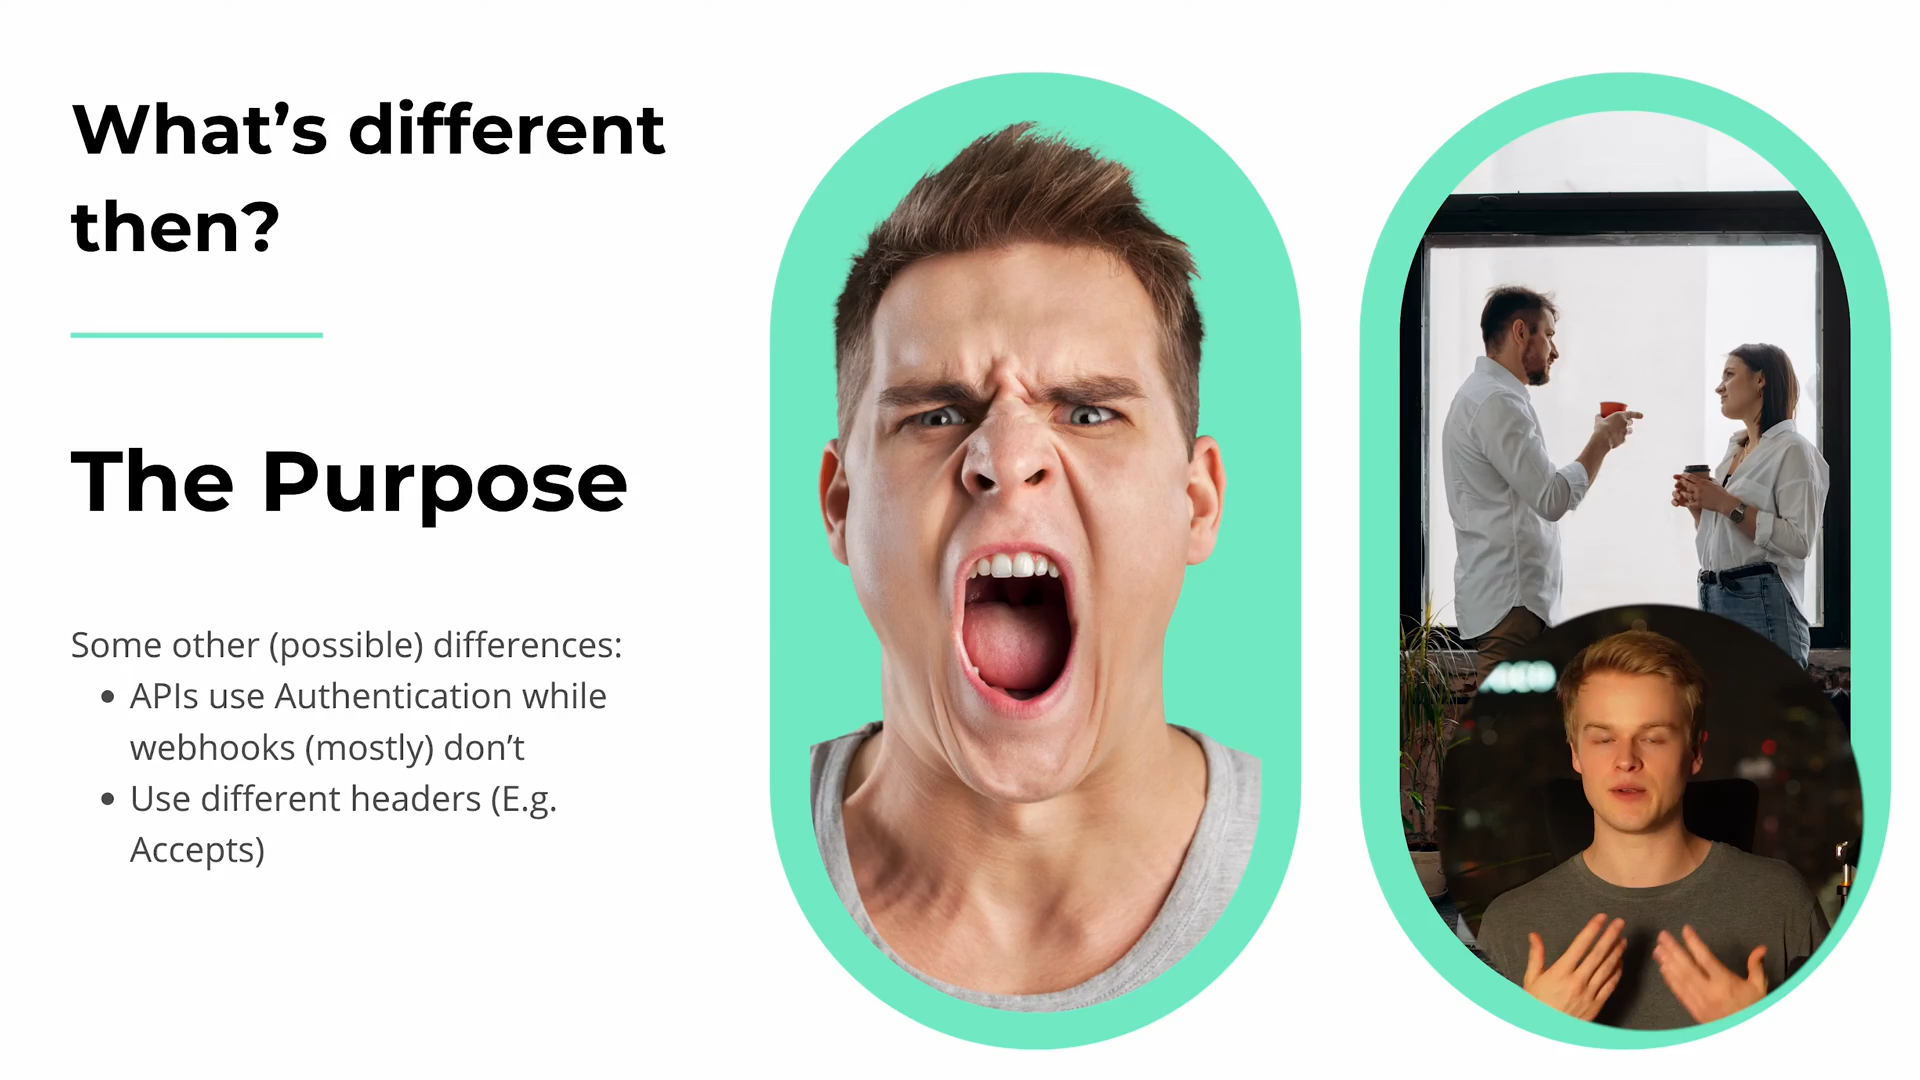 What’s different
then?
The Purpose
Some other (possible) differences:
• APIs use Authentication while
webhooks (mostly) don’t
• Use different headers (E.g.
Accepts)